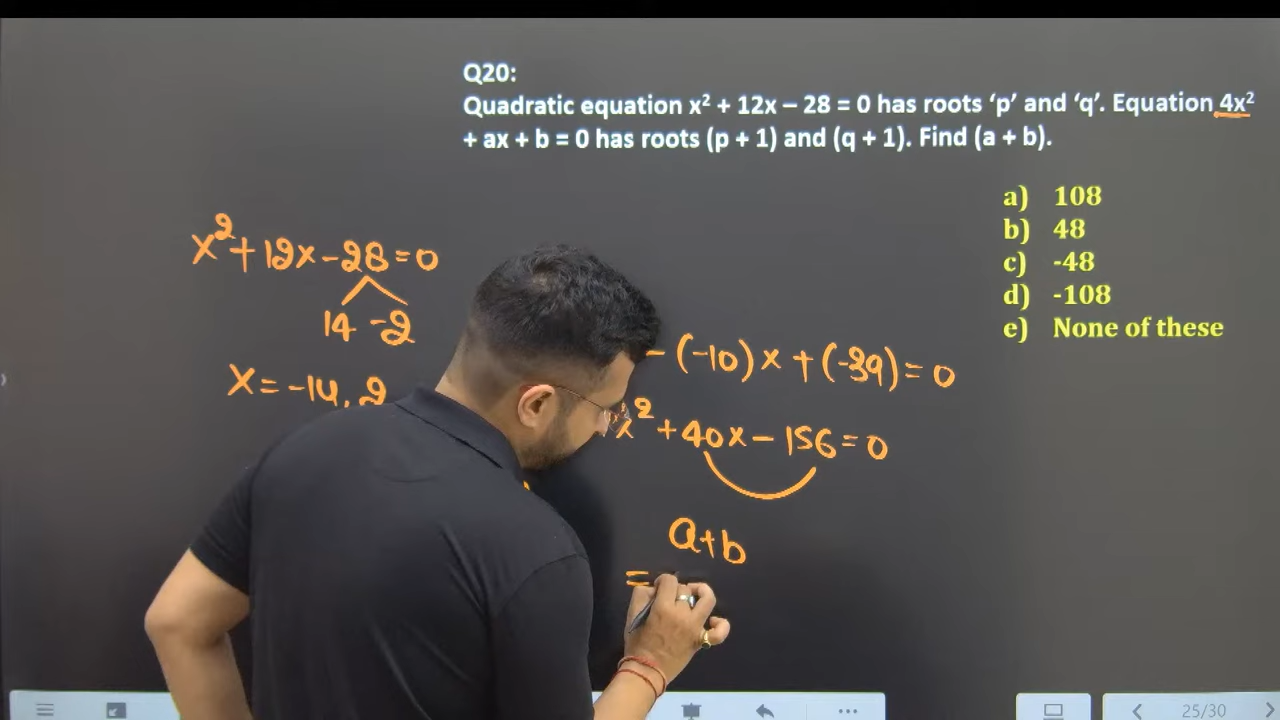 Q20:
Quadratic equation x² + 12x – 28 = 0 has roots ‘p’ and ‘q’. Equation 4x²
+ ax + b = 0 has roots (p + 1) and (q + 1). Find (a + b).
a) 108
b) 48
c) -48
d) -108
e) None of these
x²+12x-28=0
14 -2
x=-14,2
-(-10)x+(-39)=0
x²+40x-156=0
a+b
=
25/30